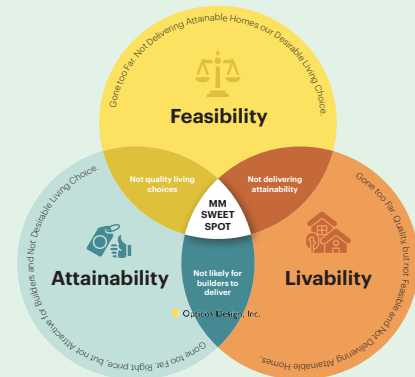 Gone too Far. Not Delivering Attainable Homes our Desirable Living Choice.
Feasibility
Not quality living
choices
Not delivering
attainability
MM
SWEET
SPOT
Gone too Far. Right price, but not Attractive for Builders and Not Desirable Living Choice.
Attainability
Not likely for
builders to
deliver
Livability
Gone too Far. Quality, but not Feasible and Not Delivering Attainable Homes.
Opticos Design, Inc.